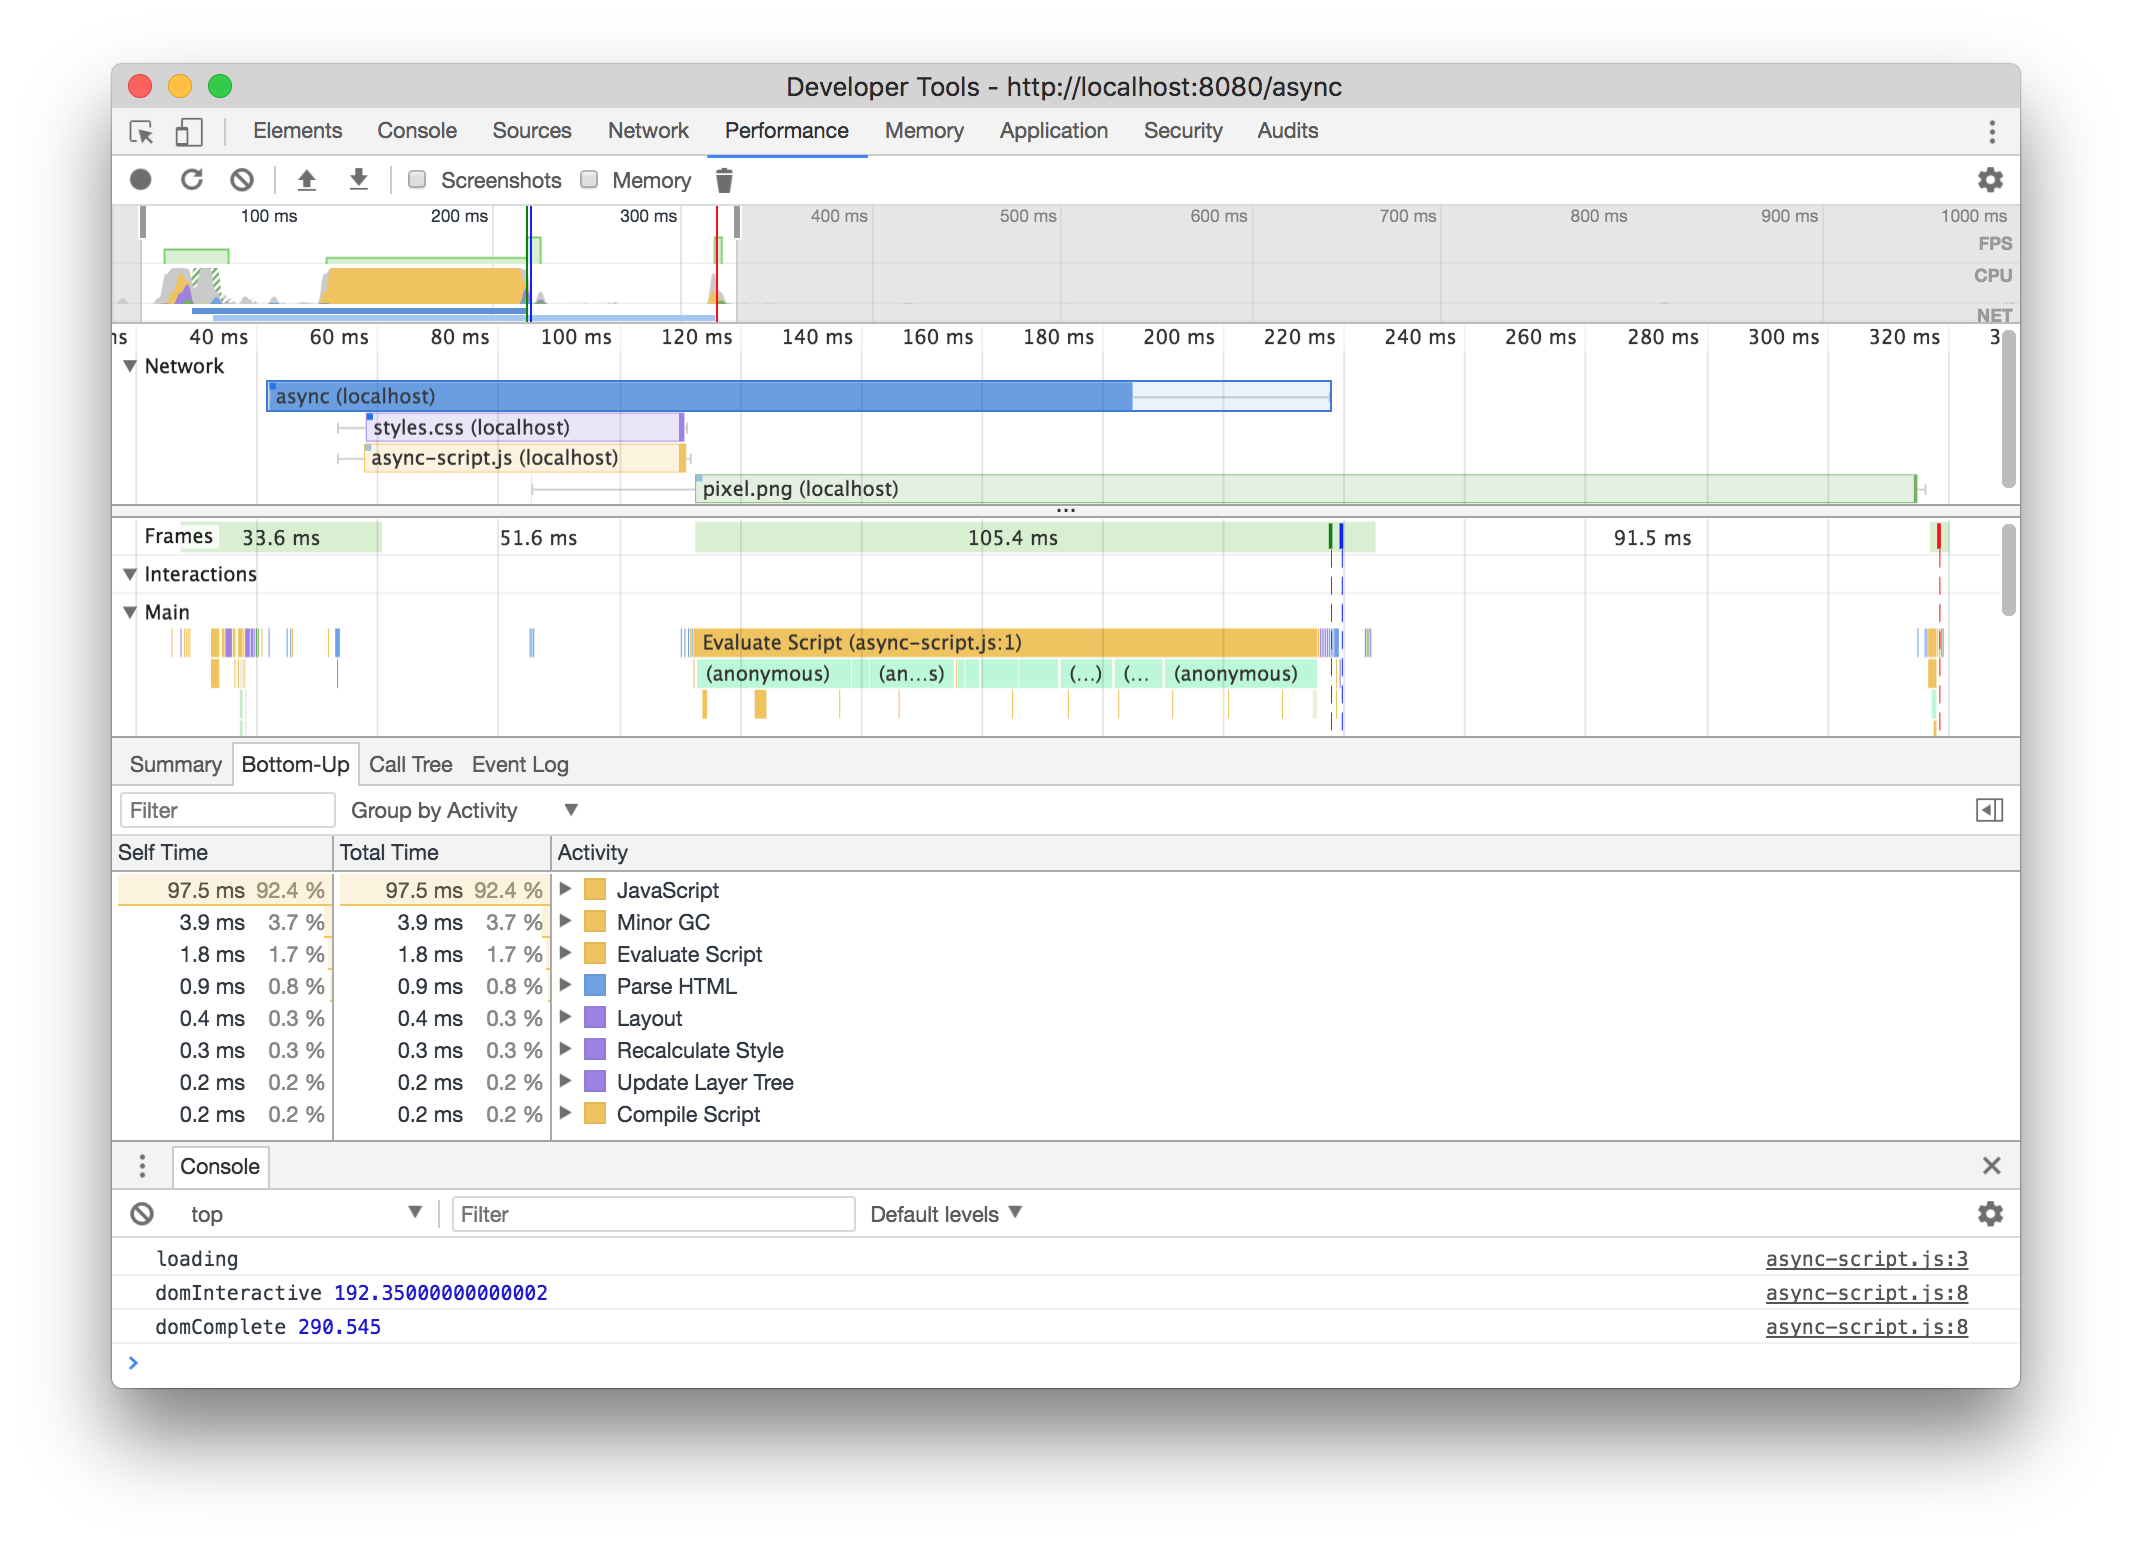 Developer Tools - http://localhost:8080/async
Elements Console Sources Network Performance Memory Application Security Audits
Screenshots Memory
100 ms 200 ms 300 ms 400 ms 500 ms 600 ms 700 ms 800 ms 900 ms 1000 ms
FPS
CPU
NET
ns 40 ms 60 ms 80 ms 100 ms 120 ms 140 ms 160 ms 180 ms 200 ms 220 ms 240 ms 260 ms 280 ms 300 ms 320 ms 3
Network
async (localhost)
styles.css (localhost)
async-script.js (localhost)
pixel.png (localhost)
...
Frames 33.6 ms 51.6 ms 105.4 ms 91.5 ms
Interactions
Main
Evaluate Script (async-script.js:1)
(anonymous) (an...s) (...) (... (anonymous)
Summary Bottom-Up Call Tree Event Log
Filter Group by Activity
Self Time Total Time Activity
97.5 ms 92.4 % 97.5 ms 92.4 % JavaScript
3.9 ms 3.7 % 3.9 ms 3.7 % Minor GC
1.8 ms 1.7 % 1.8 ms 1.7 % Evaluate Script
0.9 ms 0.8 % 0.9 ms 0.8 % Parse HTML
0.4 ms 0.3 % 0.4 ms 0.3 % Layout
0.3 ms 0.3 % 0.3 ms 0.3 % Recalculate Style
0.2 ms 0.2 % 0.2 ms 0.2 % Update Layer Tree
0.2 ms 0.2 % 0.2 ms 0.2 % Compile Script
Console
top Filter Default levels
loading async-script.js:3
domInteractive 192.35000000000002 async-script.js:8
domComplete 290.545 async-script.js:8